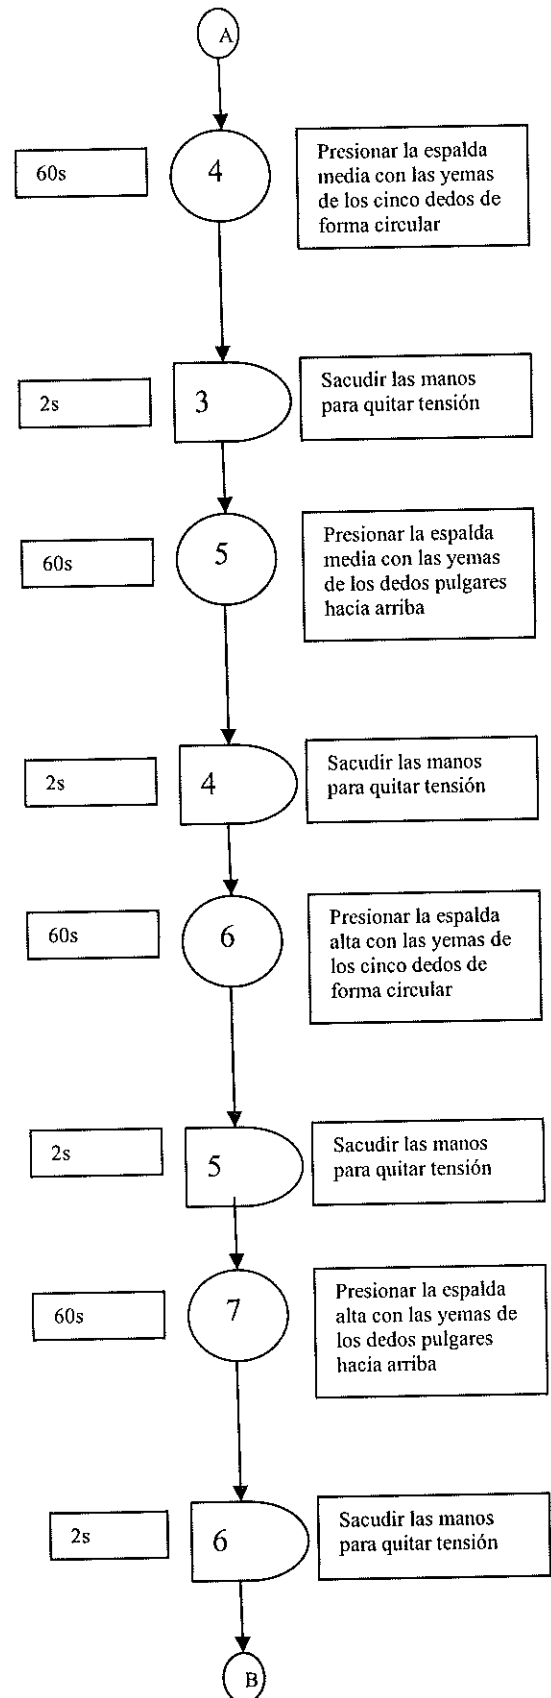 A
60s
4
Presionar la espalda
media con las yemas
de los cinco dedos de
forma circular
2s
3
Sacudir las manos
para quitar tensión
60s
5
Presionar la espalda
media con las yemas
de los dedos pulgares
hacia arriba
2s
4
Sacudir las manos
para quitar tensión
60s
6
Presionar la espalda
alta con las yemas de
los cinco dedos de
forma circular
2s
5
Sacudir las manos
para quitar tensión
60s
7
Presionar la espalda
alta con las yemas de
los dedos pulgares
hacia arriba
2s
6
Sacudir las manos
para quitar tensión
B